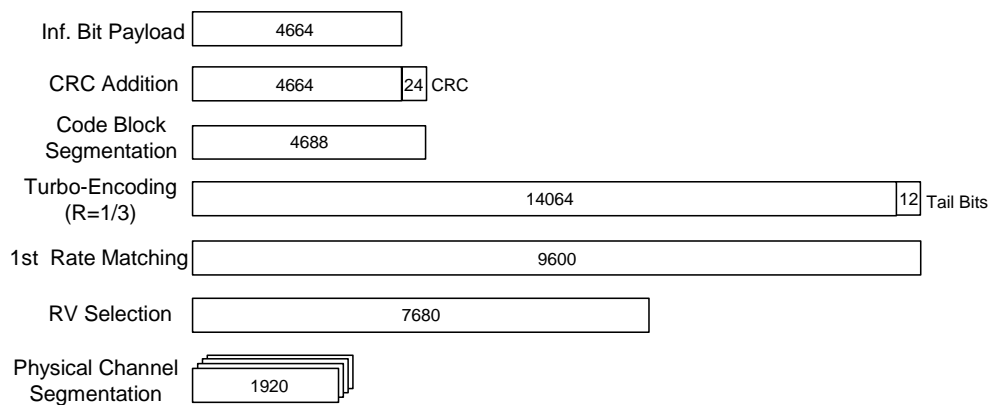 Inf. Bit Payload
4664
CRC Addition
4664
24
CRC
Code Block
Segmentation
4688
Turbo-Encoding
(R=1/3)
14064
12
Tail Bits
1st Rate Matching
9600
RV Selection
7680
Physical Channel
Segmentation
1920